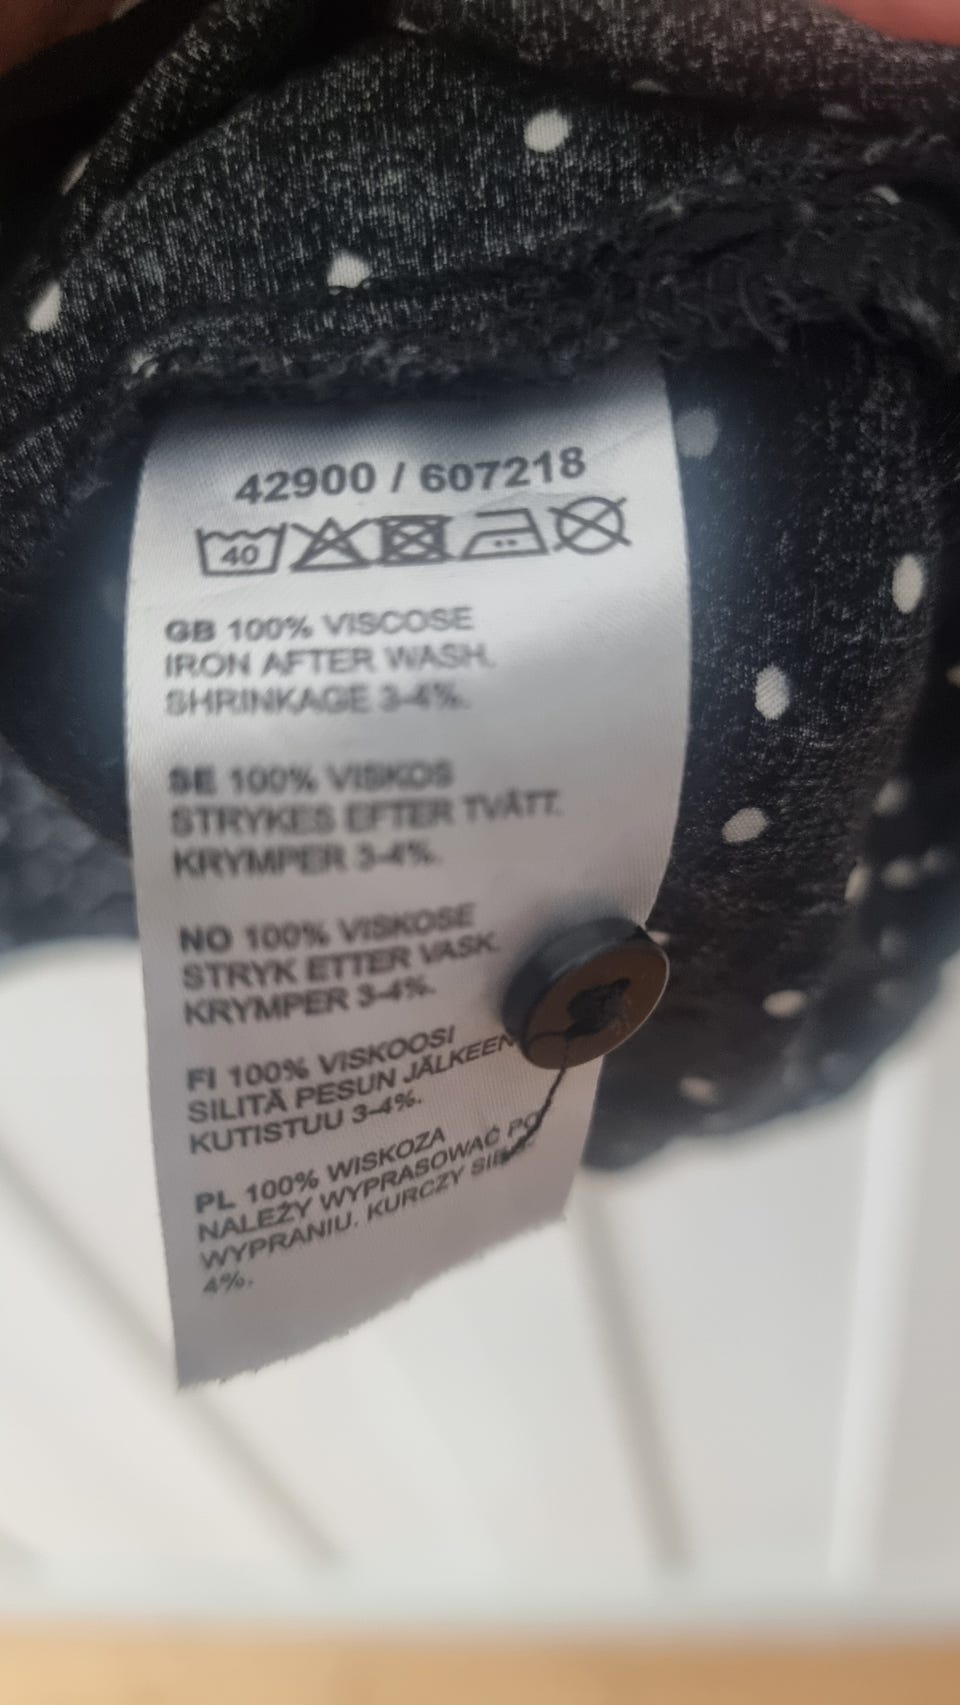 42900 / 607218
40
GB 100% VISCOSE
IRON AFTER WASH.
SHRINKAGE 3-4%.
SE 100% VISKOS
STRYKES EFTER TVÄTT.
KRYMPER 3-4%.
NO 100% VISKOSE
STRYK ETTER VASK.
KRYMPER 3-4%.
FI 100% VISKOOSI
SILITÄ PESUN JÄLKEEN
KUTISTUU 3-4%.
PL 100% WISKOZA
NALEŻY WYPRASOWAĆ PO
WYPRANIU. KURCZY
4%.